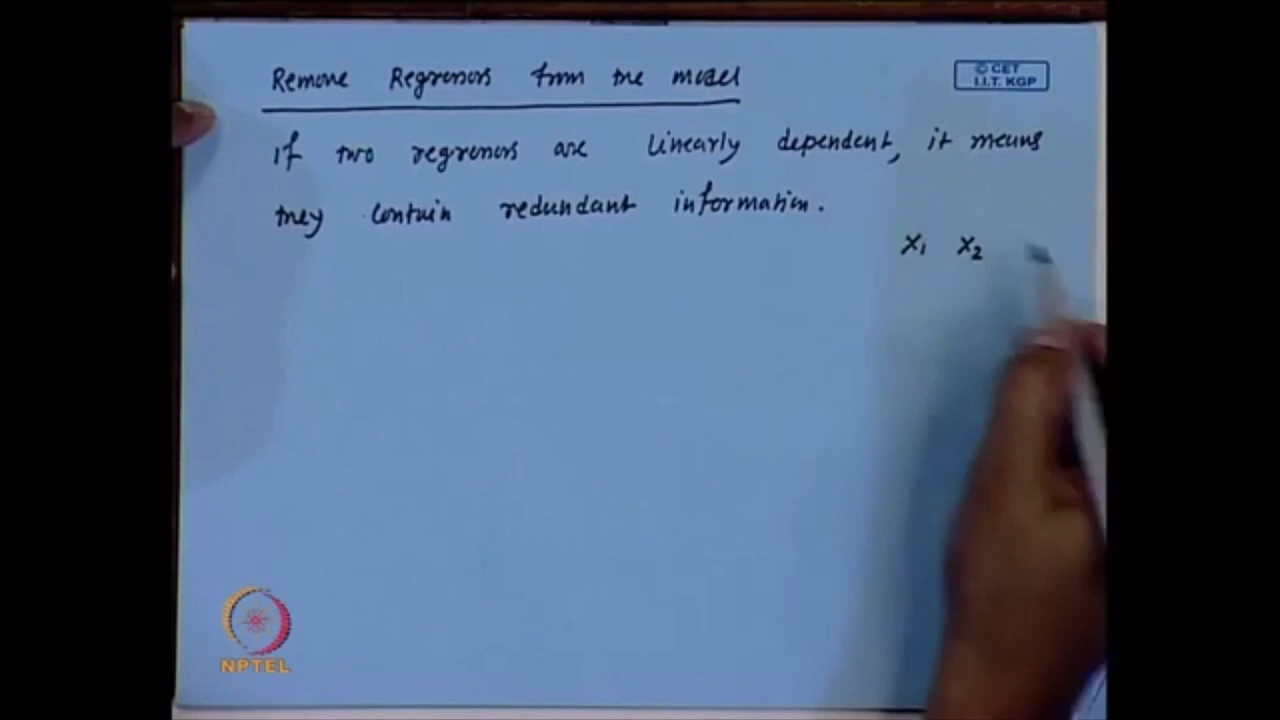 Remove Regressors from the model
© CET
I.I.T. KGP
If two regressors are linearly dependent, it means
they contain redundant information.
X₁ X₂
NPTEL